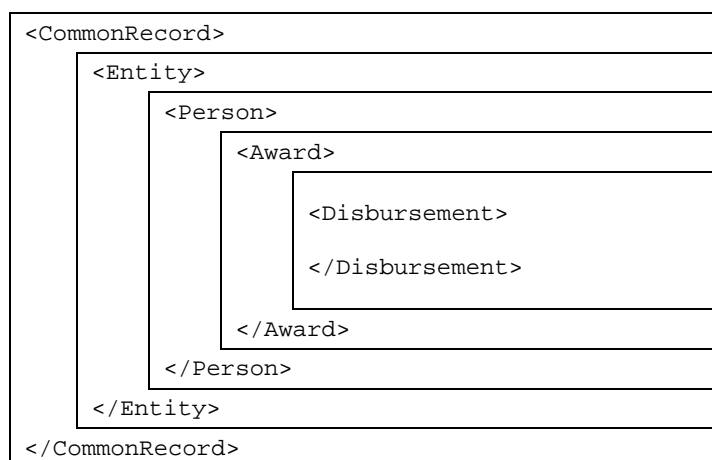 <CommonRecord>
<Entity>
<Person>
<Award>
<Disbursement>
</Disbursement>
</Award>
</Person>
</Entity>
</CommonRecord>